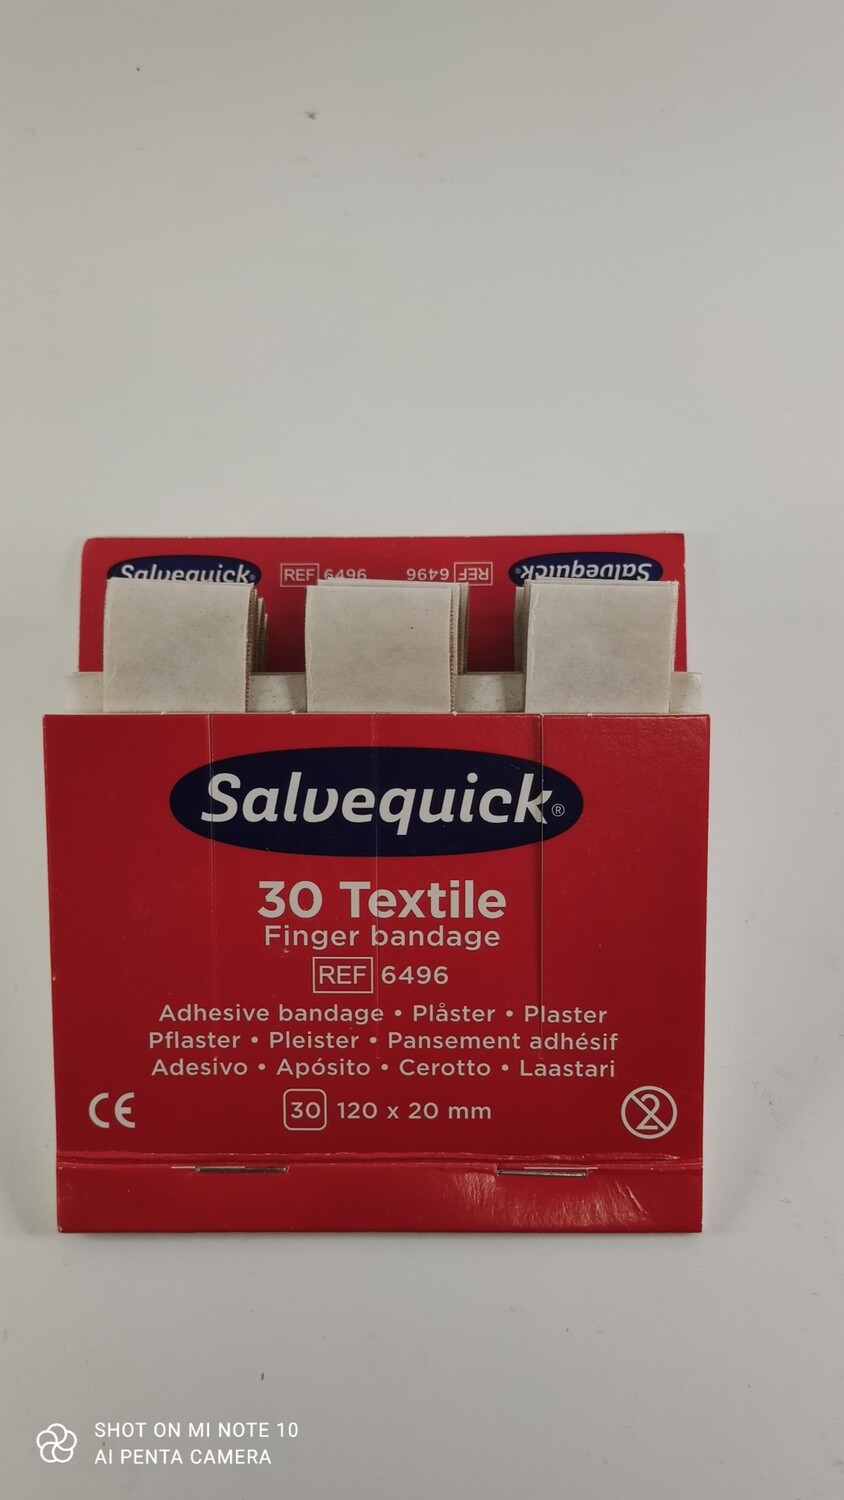 Salvequick®
REF 6496
REF 6496
Salvequick®
Salvequick®
30 Textile
Finger bandage
REF 6496
Adhesive bandage • Plåster • Plaster
Pflaster • Pleister • Pansement adhésif
Adesivo • Apósito • Cerotto • Laastari
CE
30 120 x 20 mm
2
SHOT ON MI NOTE 10
AI PENTA CAMERA